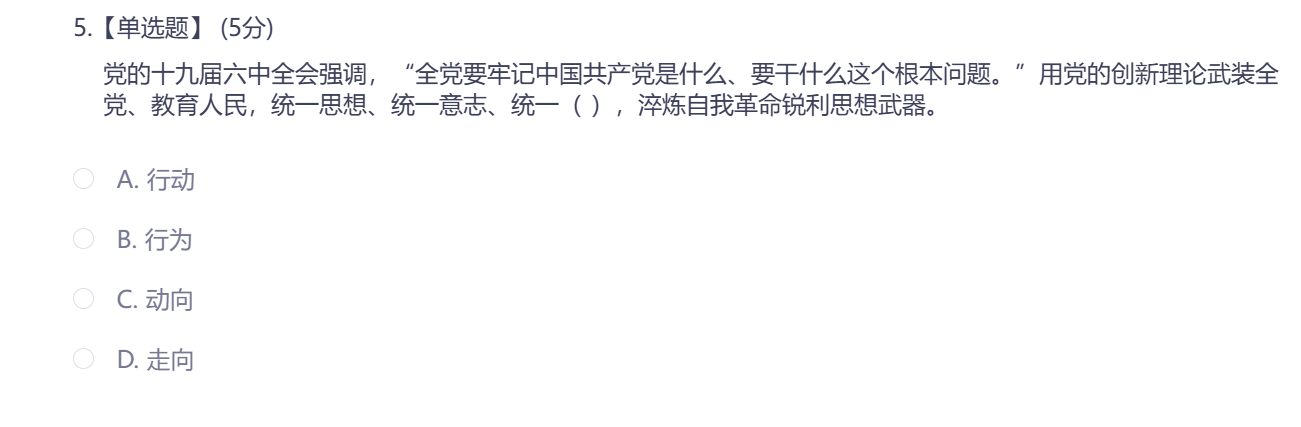 5.【单选题】 (5分)
党的十九届六中全会强调，“全党要牢记中国共产党是什么、要干什么这个根本问题。”用党的创新理论武装全
党、教育人民，统一思想、统一意志、统一（ ），淬炼自我革命锐利思想武器。
A. 行动
B. 行为
C. 动向
D. 走向